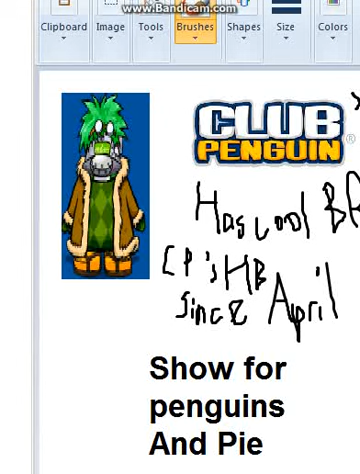 www.Bandicam.com
Clipboard Image Tools Brushes Shapes Size Colors
CLUB
PENGUIN®
Has cool
CP's HB
since April
Show for
penguins
And Pie